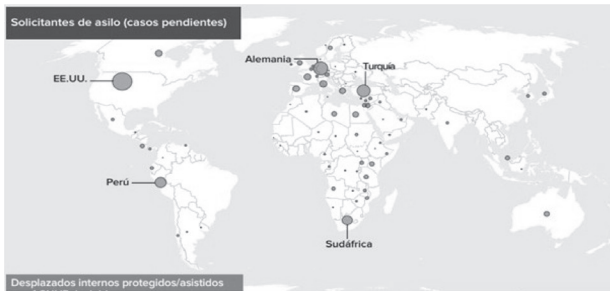 Solicitantes de asilo (casos pendientes)
Alemania
Turquía
EE.UU.
Perú
Sudáfrica
Desplazados internos protegidos/asistidos